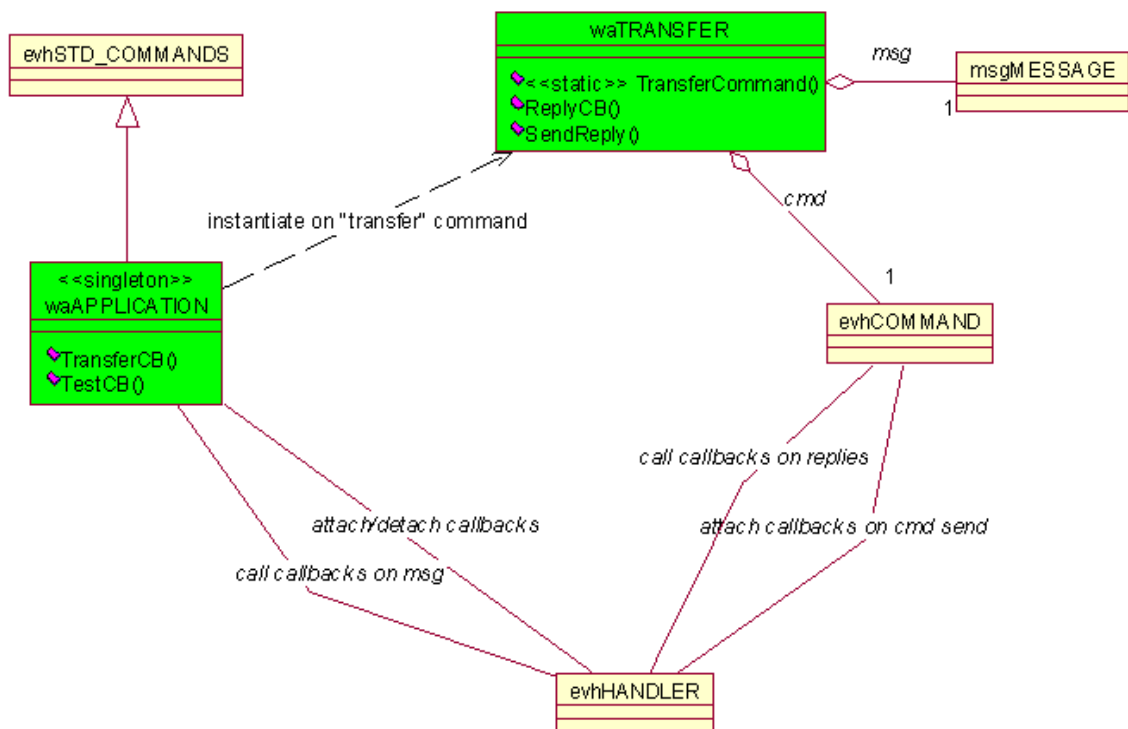 waTRANSFER
evhSTD_COMMANDS
msg
msgMESSAGE
<<static>> TransferCommand()
1
ReplyCB()
SendReply()
cmd
instantiate on "transfer" command
<<singleton>>
waAPPLICATION
1
evhCOMMAND
TransferCB()
TestCB()
call callbacks on replies
attach/detach callbacks
attach callbacks on cmd send
call callbacks on msg
evhHANDLER